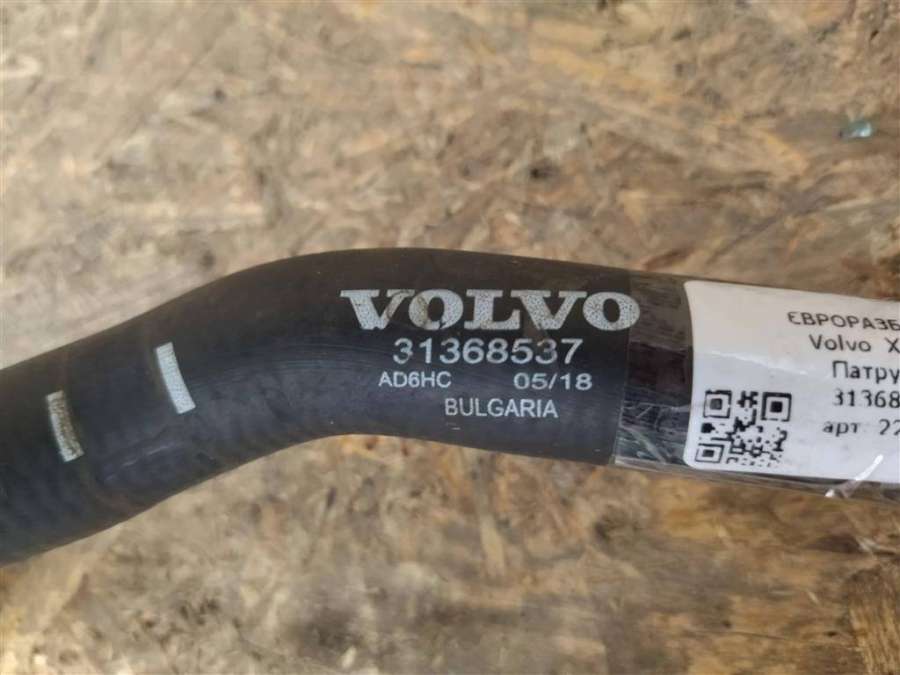 VOLVO
31368537
AD6HC 05/18
BULGARIA
ЄВРОРАЗБ
Volvo X
Патру
31368
арт. 22